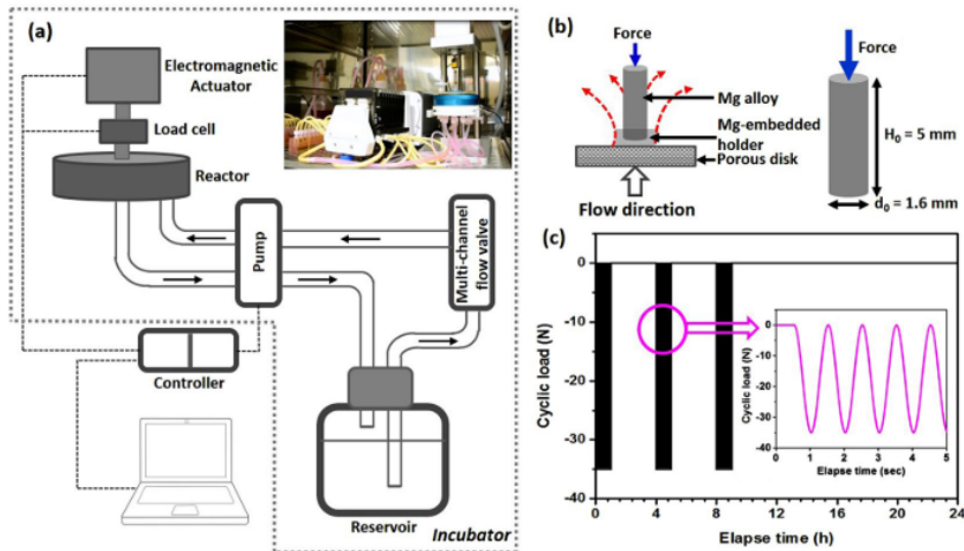 (a)
Electromagnetic
Actuator
Load cell
Reactor
Pump
Multi-channel
flow valve
Controller
Reservoir
Incubator
(b)
Force
Mg alloy
Mg-embedded
holder
Porous disk
Flow direction
Force
H₀ = 5 mm
d₀ = 1.6 mm
(c)
Cyclic load (N)
0
-10
-20
-30
-40
0 4 8 12 16 20 24
Elapse time (h)
Cyclic load (N)
0
-10
-20
-30
-40
0 1 2 3 4 5
Elapse time (sec)